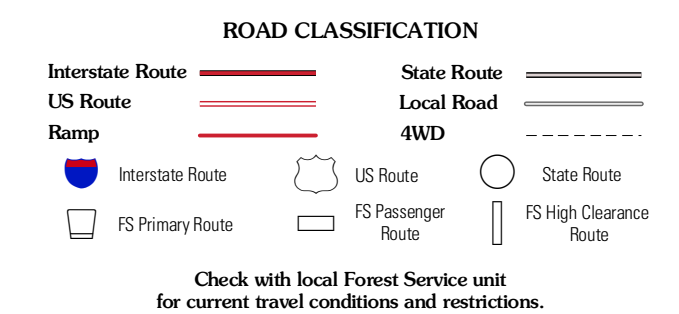 ROAD CLASSIFICATION
Interstate Route
State Route
US Route
Local Road
Ramp
4WD
Interstate Route
US Route
State Route
FS Primary Route
FS Passenger
Route
FS High Clearance
Route
Check with local Forest Service unit
for current travel conditions and restrictions.